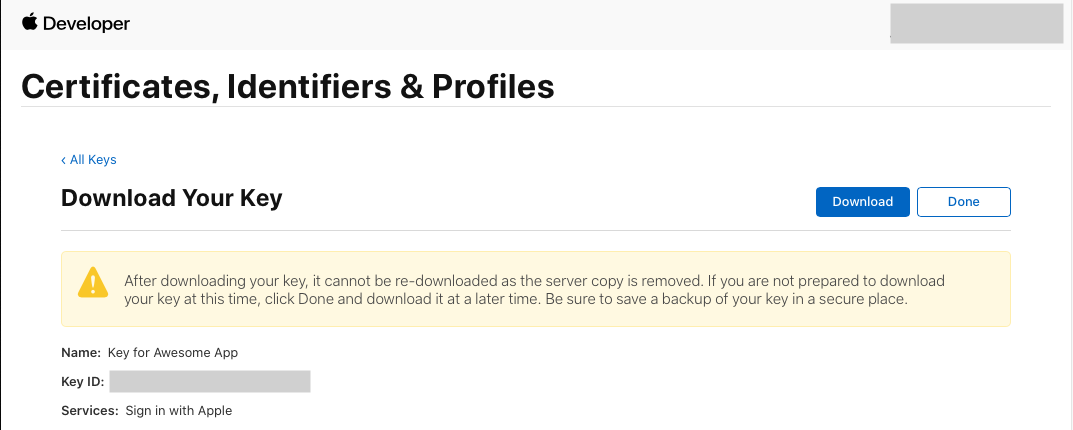 Developer
Certificates, Identifiers & Profiles
‹ All Keys
Download Your Key
Download
Done
After downloading your key, it cannot be re-downloaded as the server copy is removed. If you are not prepared to download
your key at this time, click Done and download it at a later time. Be sure to save a backup of your key in a secure place.
Name: Key for Awesome App
Key ID:
Services: Sign in with Apple